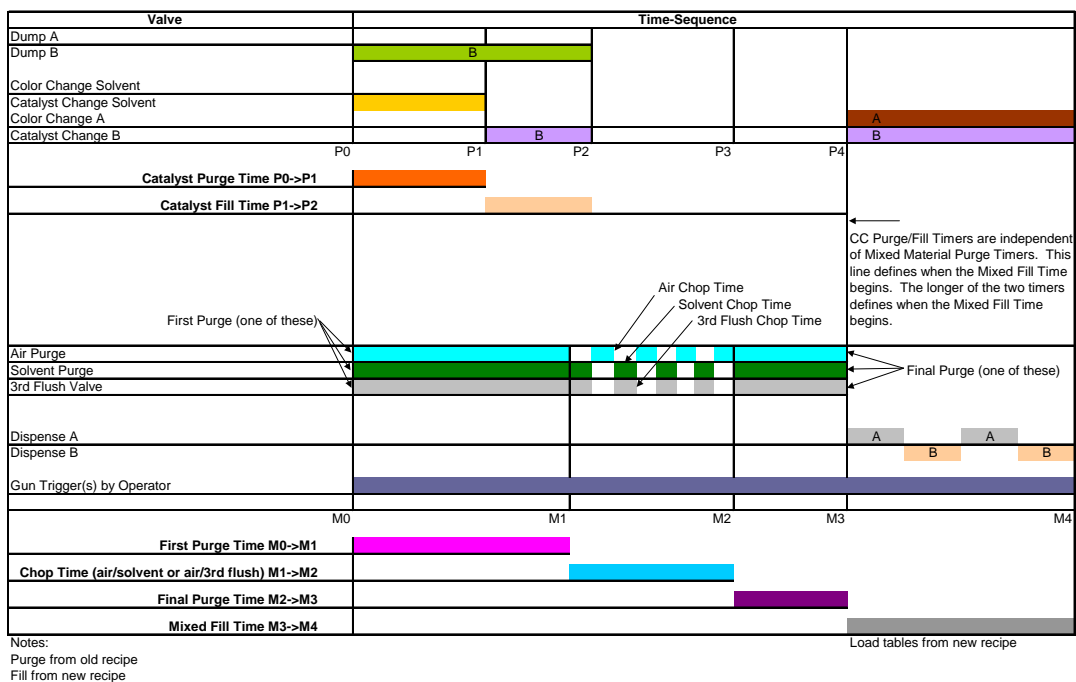 Valve Time-Sequence
Dump A
Dump B B
Color Change Solvent
Catalyst Change Solvent
Color Change A A
Catalyst Change B B B
P0 P1 P2 P3 P4
Catalyst Purge Time P0->P1
Catalyst Fill Time P1->P2
CC Purge/Fill Timers are independent
of Mixed Material Purge Timers. This
line defines when the Mixed Fill Time
begins. The longer of the two timers
defines when the Mixed Fill Time
begins.
Air Chop Time
Solvent Chop Time
3rd Flush Chop Time
First Purge (one of these)
Air Purge
Solvent Purge
3rd Flush Valve
Final Purge (one of these)
Dispense A A A
Dispense B B B
Gun Trigger(s) by Operator
M0 M1 M2 M3 M4
First Purge Time M0->M1
Chop Time (air/solvent or air/3rd flush) M1->M2
Final Purge Time M2->M3
Mixed Fill Time M3->M4
Notes: Load tables from new recipe
Purge from old recipe
Fill from new recipe